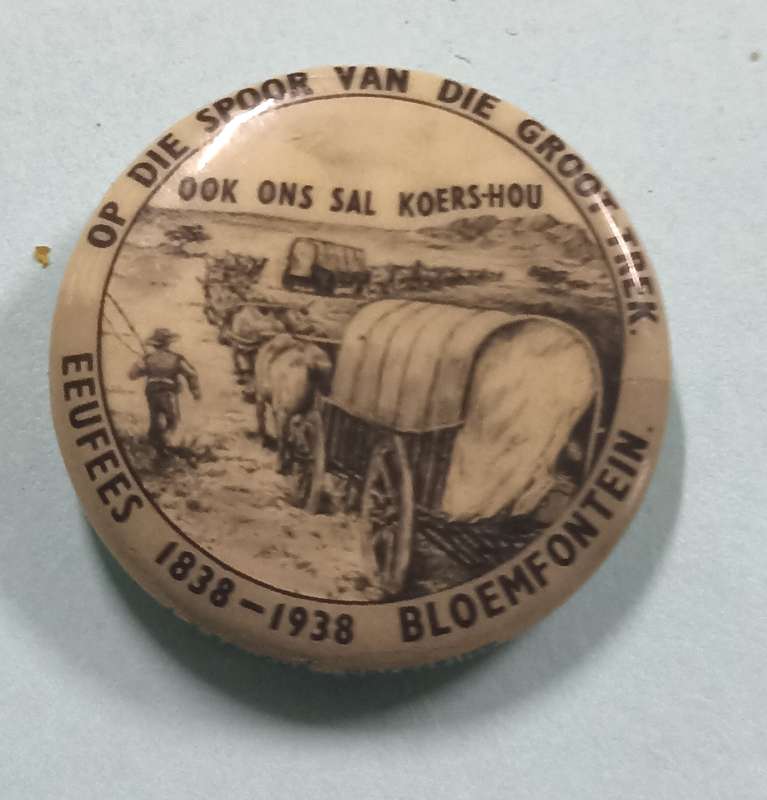 OP DIE SPOOR VAN DIE GROOT TREK.
OOK ONS SAL KOERS-HOU
EEUFEES 1838-1938 BLOEMFONTEIN.